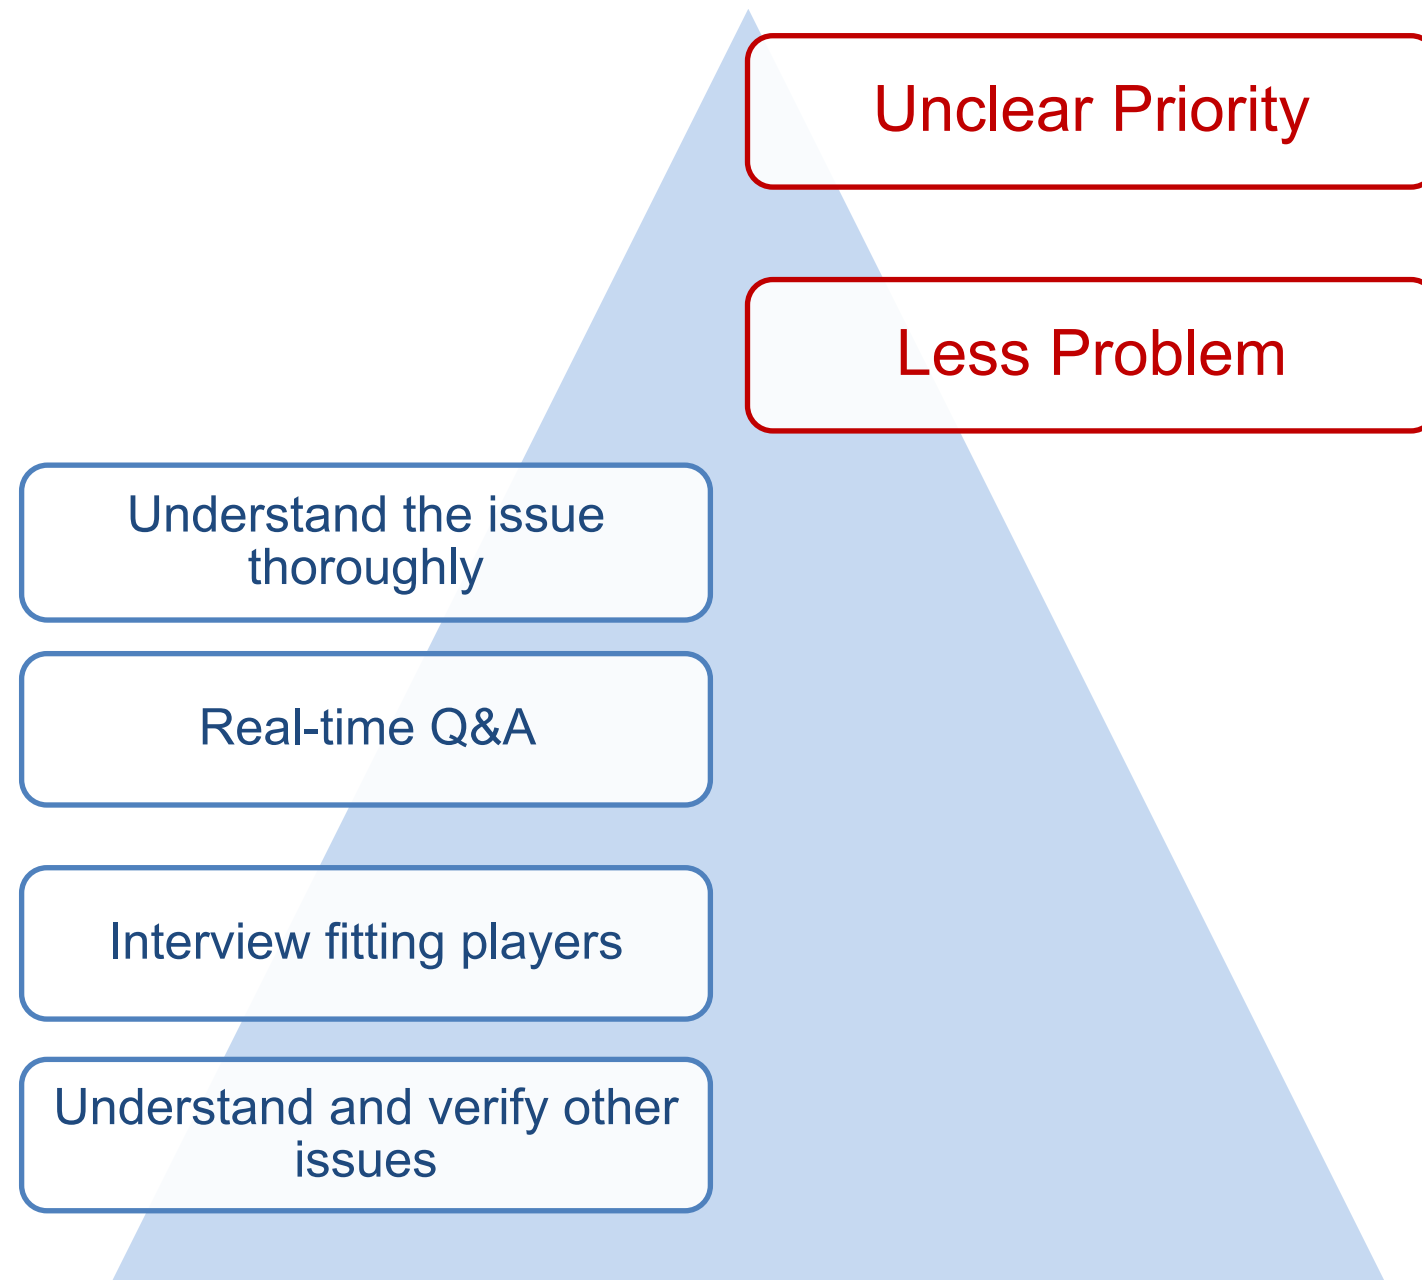 Unclear Priority
Less Problem
Understand the issue
thoroughly
Real-time Q&A
Interview fitting players
Understand and verify other
issues